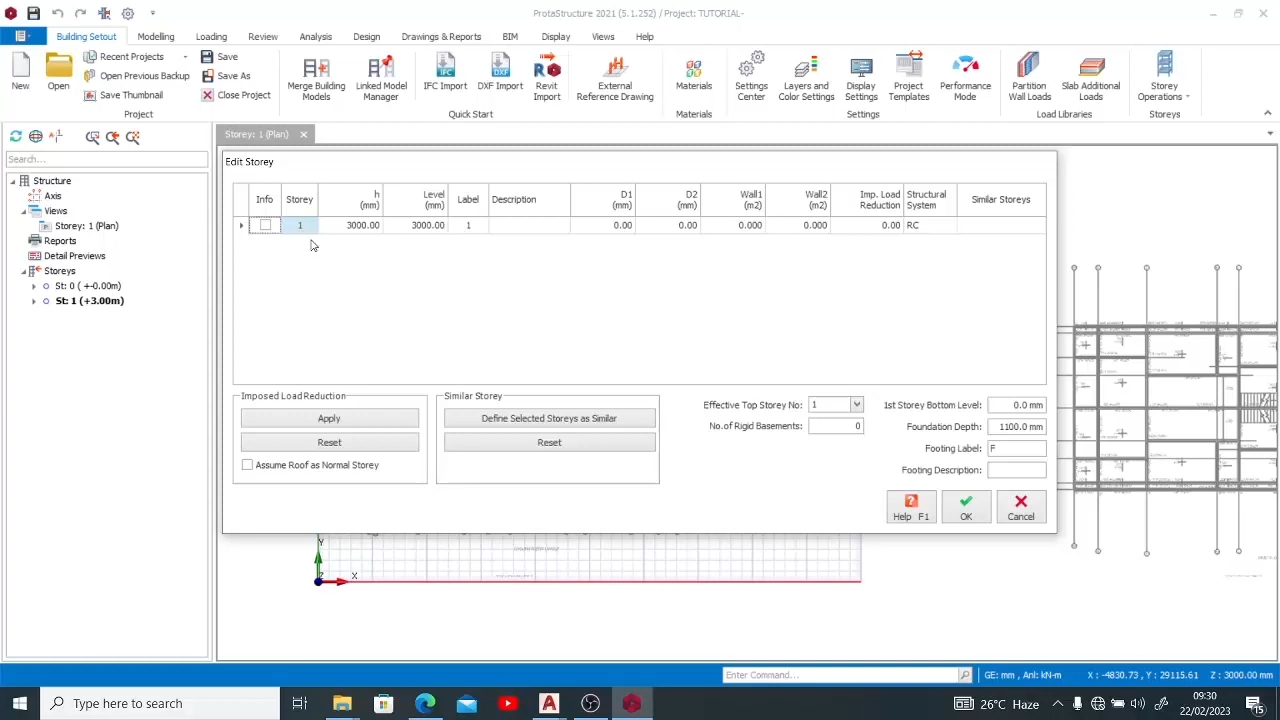 ProtaStructure 2021 (5.1.252) / Project: TUTORIAL-
Building Setout Modelling Loading Review Analysis Design Drawings & Reports BIM Display Views Help
New
Open
Recent Projects
Open Previous Backup
Save Thumbnail
Save
Save As
Close Project
Project
Merge Building Models
Linked Model Manager
IFC Import
DXF Import
Revit Import
External Reference Drawing
Quick Start
Materials
Materials
Settings Center
Layers and Color Settings
Display Settings
Project Templates
Performance Mode
Settings
Partition Wall Loads
Slab Additional Loads
Load Libraries
Storey Operations
Storeys
Storey: 1 (Plan)
Search...
Structure
Axis
Views
Storey: 1 (Plan)
Reports
Detail Previews
Storeys
St: 0 ( +-0.00m)
St: 1 (+3.00m)
Edit Storey
Info Storey h (mm) Level (mm) Label Description D1 (mm) D2 (mm) Wall1 (m2) Wall2 (m2) Imp. Load Reduction Structural System Similar Storeys
1 3000.00 3000.00 1 0.00 0.00 0.000 0.000 0.00 RC
Imposed Load Reduction
Apply
Reset
Assume Roof as Normal Storey
Similar Storey
Define Selected Storeys as Similar
Reset
Effective Top Storey No: 1
No.of Rigid Basements: 0
1st Storey Bottom Level: 0.0 mm
Foundation Depth: 1100.0 mm
Footing Label: F
Footing Description:
Help F1
OK
Cancel
Y
Z
X
Enter Command...
GE: mm , Anl: kN-m X : -4830.73 , Y : 29115.61 Z : 3000.00 mm
Type here to search
26°C Haze
09:30
22/02/2023